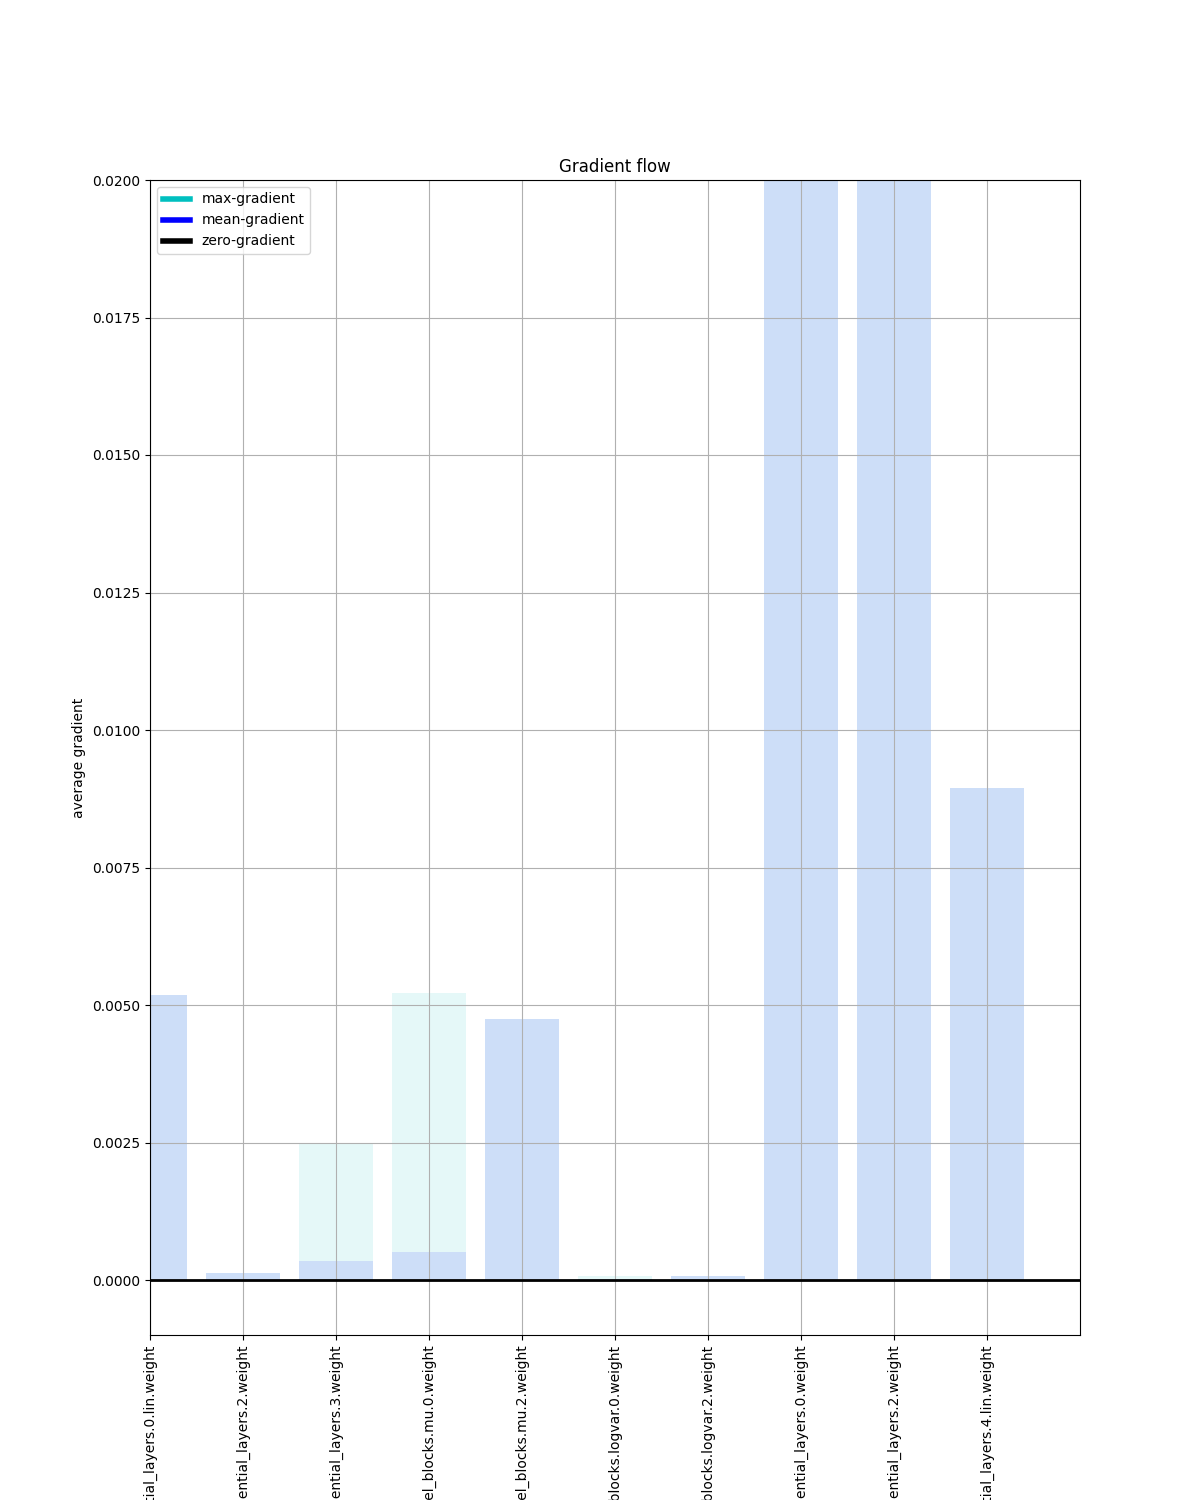 Gradient flow
max-gradient
mean-gradient
zero-gradient
0.0200
0.0175
0.0150
0.0125
0.0100
0.0075
0.0050
0.0025
0.0000
average gradient
tial_layers.0.lin.weight
ential_layers.2.weight
ential_layers.3.weight
el_blocks.mu.0.weight
el_blocks.mu.2.weight
blocks.logvar.0.weight
blocks.logvar.2.weight
ential_layers.0.weight
ential_layers.2.weight
tial_layers.4.lin.weight